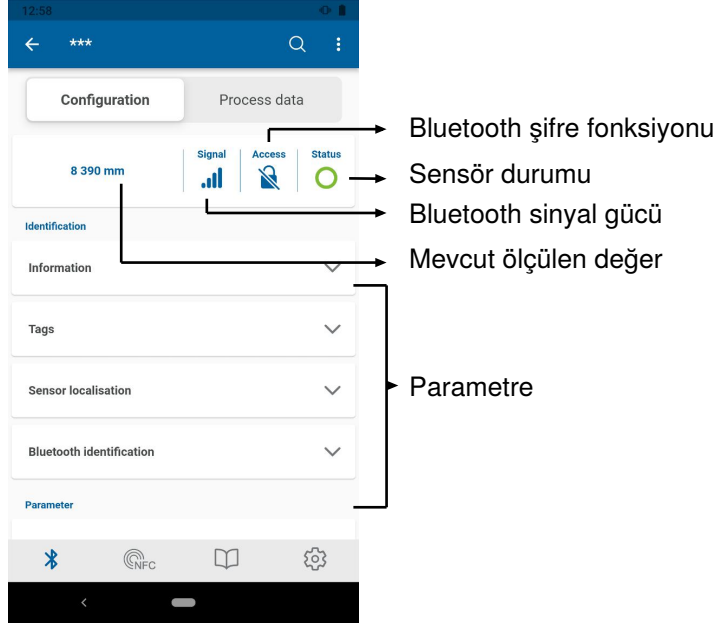 12:58
***
Configuration
Process data
8 390 mm
Signal
Access
Status
Identification
Information
Tags
Sensor localisation
Bluetooth identification
Parameter
NFC
Bluetooth şifre fonksiyonu
Sensör durumu
Bluetooth sinyal gücü
Mevcut ölçülen değer
Parametre